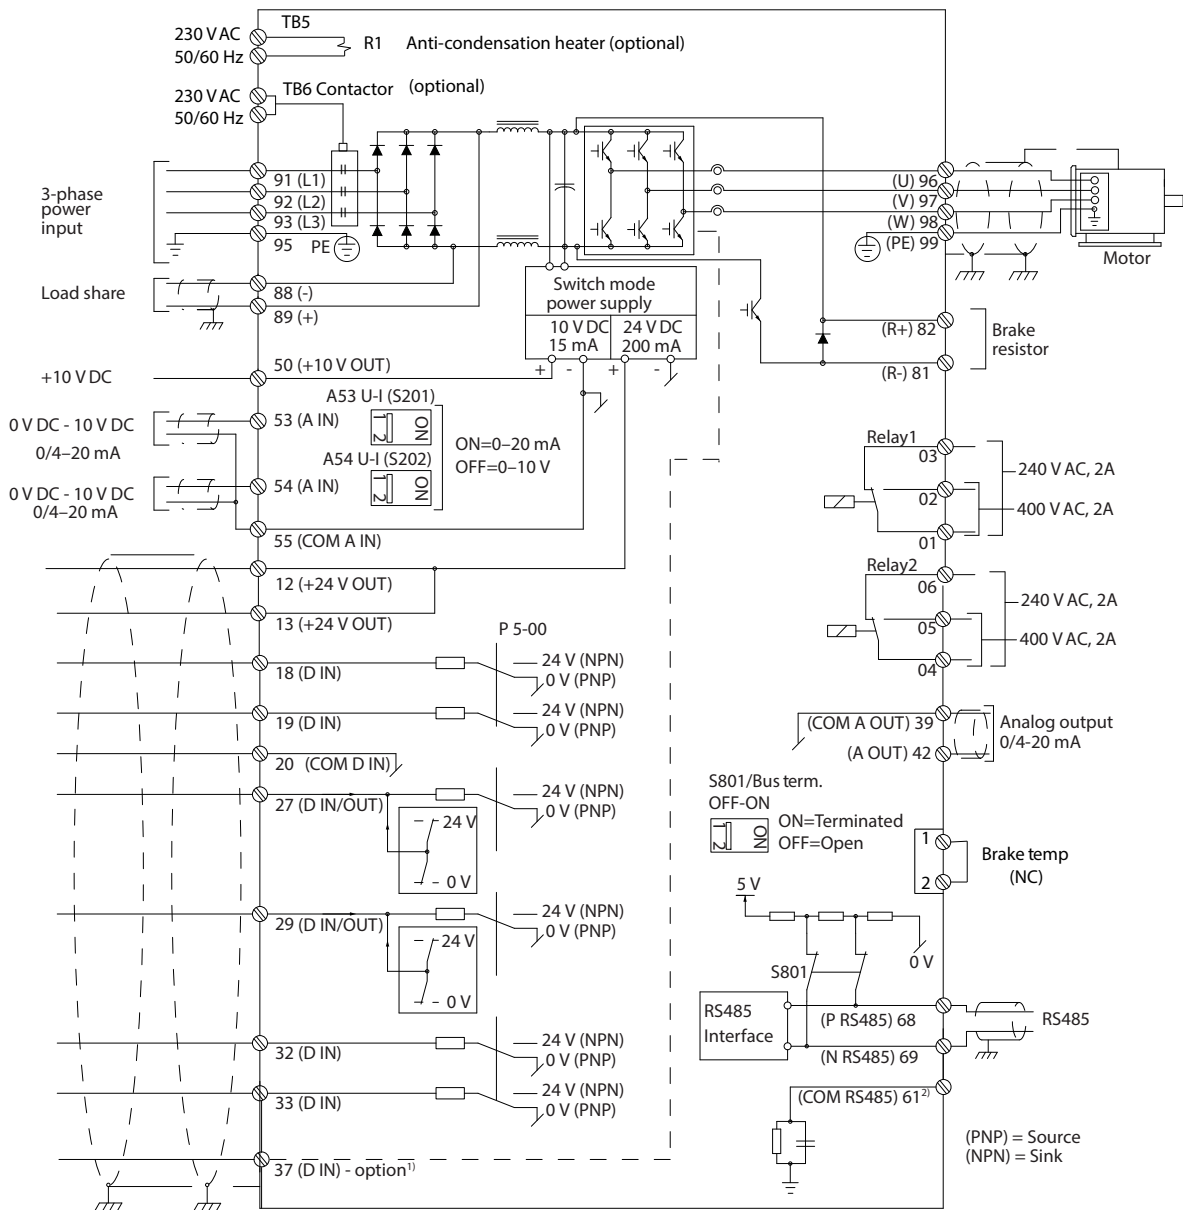 TB5
230 V AC
50/60 Hz
R1
Anti-condensation heater (optional)
TB6 Contactor (optional)
230 V AC
50/60 Hz
3-phase
power
input
91 (L1)
92 (L2)
93 (L3)
95
PE
(U) 96
(V) 97
(W) 98
(PE) 99
Motor
Load share
88 (-)
89 (+)
Switch mode
power supply
10 V DC
15 mA
24 V DC
200 mA
+ - + -
(R+) 82
(R-) 81
Brake
resistor
+10 V DC
50 (+10 V OUT)
A53 U-I (S201)
1 2
ON
0 V DC - 10 V DC
0/4–20 mA
53 (A IN)
ON=0–20 mA
OFF=0–10 V
A54 U-I (S202)
1 2
ON
0 V DC - 10 V DC
0/4–20 mA
54 (A IN)
55 (COM A IN)
Relay1
03
02
01
240 V AC, 2A
400 V AC, 2A
Relay2
06
05
04
240 V AC, 2A
400 V AC, 2A
12 (+24 V OUT)
13 (+24 V OUT)
P 5-00
18 (D IN)
24 V (NPN)
0 V (PNP)
19 (D IN)
24 V (NPN)
0 V (PNP)
20 (COM D IN)
27 (D IN/OUT)
24 V (NPN)
0 V (PNP)
24 V
0 V
29 (D IN/OUT)
24 V (NPN)
0 V (PNP)
24 V
0 V
32 (D IN)
24 V (NPN)
0 V (PNP)
33 (D IN)
24 V (NPN)
0 V (PNP)
37 (D IN) - option1)
(COM A OUT) 39
(A OUT) 42
Analog output
0/4-20 mA
S801/Bus term.
OFF-ON
1 2
ON
ON=Terminated
OFF=Open
1
2
Brake temp
(NC)
5 V
0 V
S801
RS485
Interface
(P RS485) 68
(N RS485) 69
RS485
(COM RS485) 612)
(PNP) = Source
(NPN) = Sink